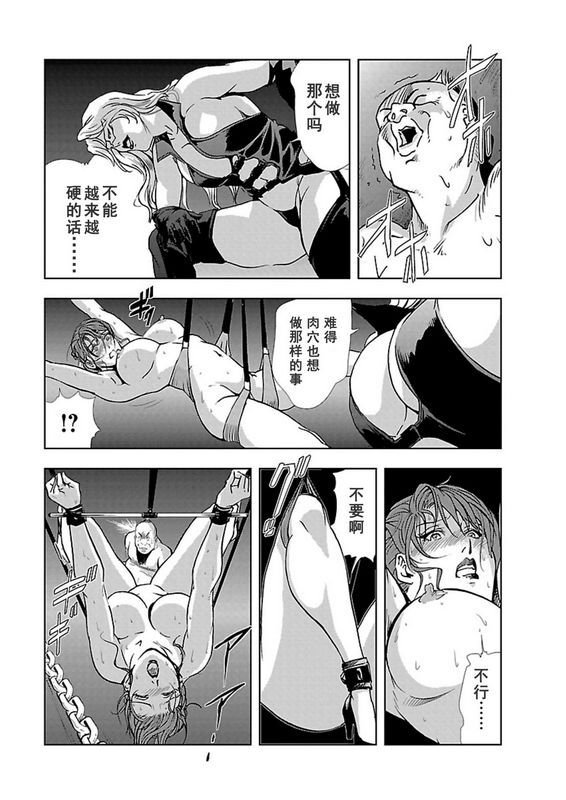 想做
那个吗
不能
越来越
硬的话……
难得
肉穴也想
做那样的事
!?
不要啊
不行……